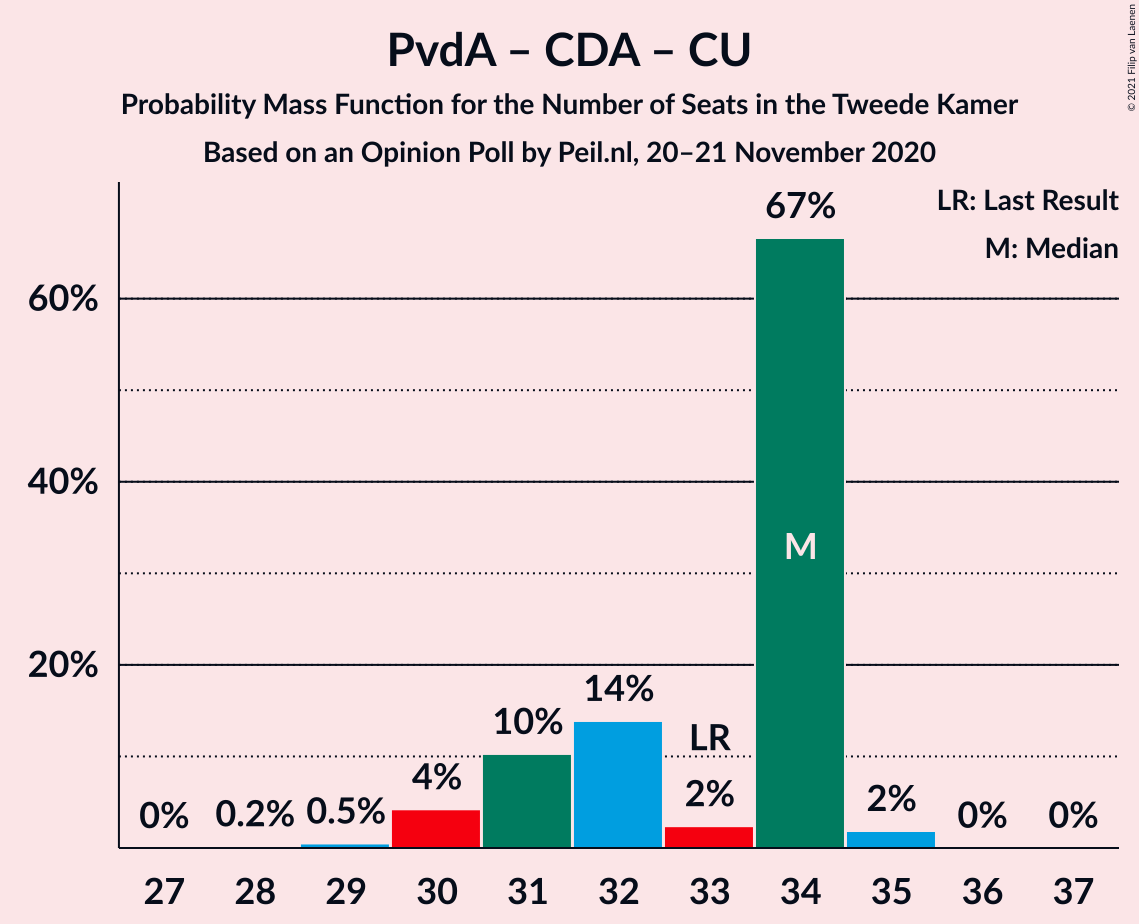 PvdA – CDA – CU
Probability Mass Function for the Number of Seats in the Tweede Kamer
Based on an Opinion Poll by Peil.nl, 20–21 November 2020
© 2021 Filip van Laenen
LR: Last Result
M: Median
60%
40%
20%
0%
0.2%
0.5%
4%
10%
14%
LR
2%
67%
M
2%
0%
0%
27 28 29 30 31 32 33 34 35 36 37